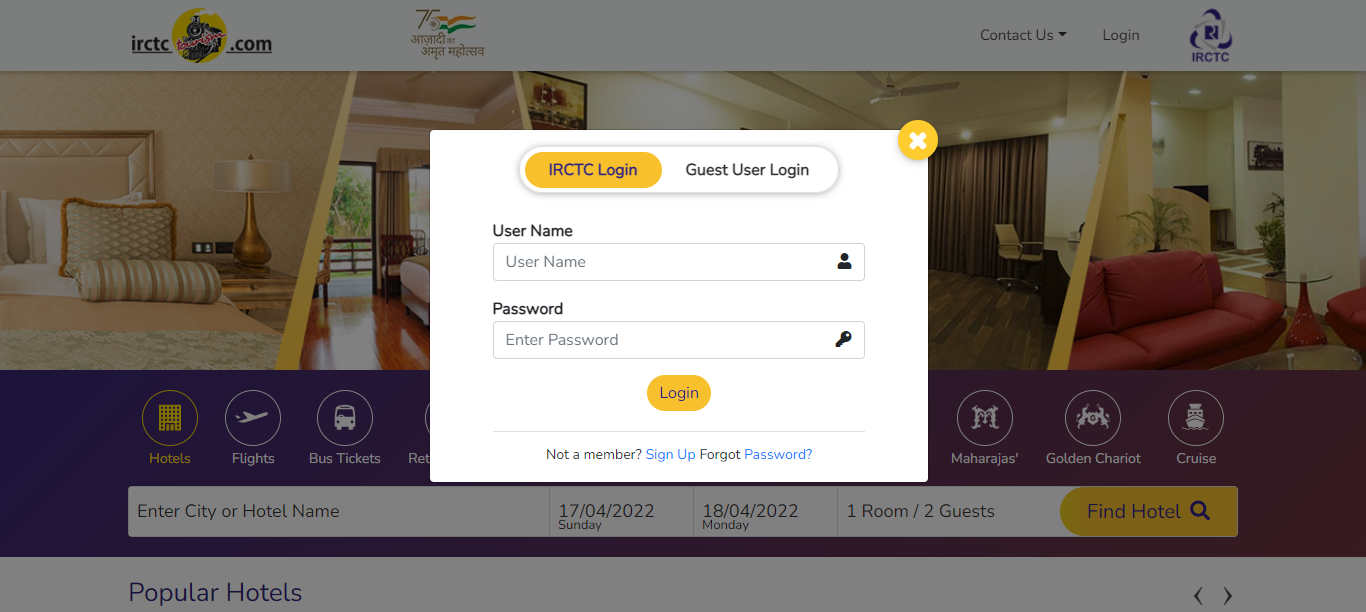 irctc tourism .com
75
आज़ादी का
अमृत महोत्सव
Contact Us
Login
IRCTC
IRCTC Login
Guest User Login
User Name
User Name
Password
Enter Password
Login
Not a member? Sign Up Forgot Password?
Hotels
Flights
Bus Tickets
Ret
Maharajas'
Golden Chariot
Cruise
Enter City or Hotel Name
17/04/2022
Sunday
18/04/2022
Monday
1 Room / 2 Guests
Find Hotel
Popular Hotels